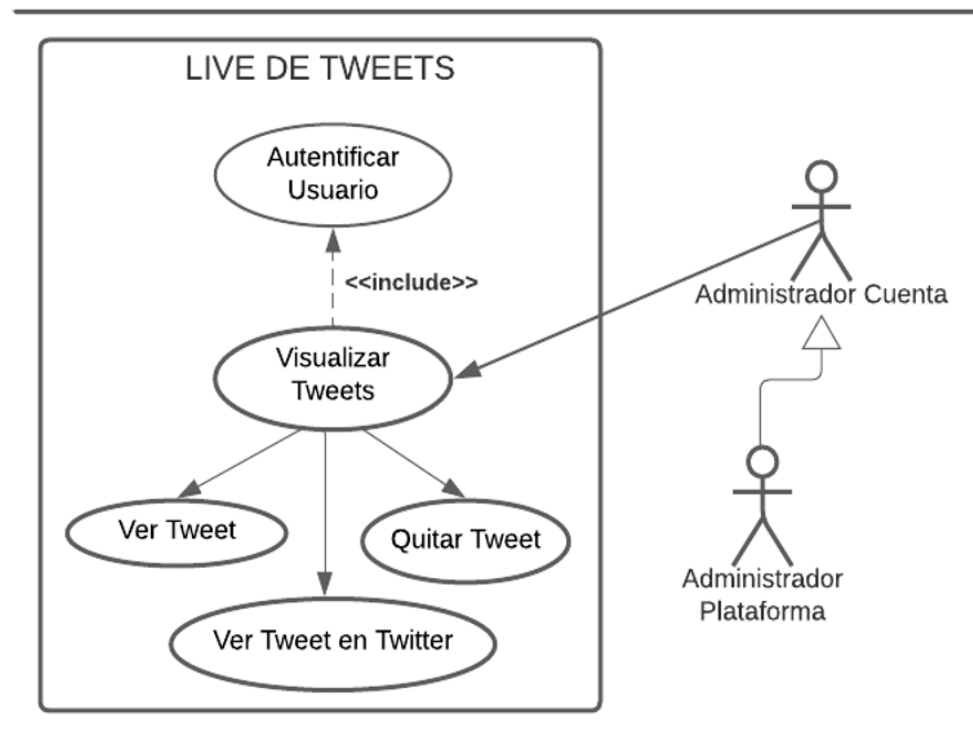 LIVE DE TWEETS
Autentificar
Usuario
<<include>>
Administrador Cuenta
Visualizar
Tweets
Ver Tweet
Quitar Tweet
Administrador
Plataforma
Ver Tweet en Twitter